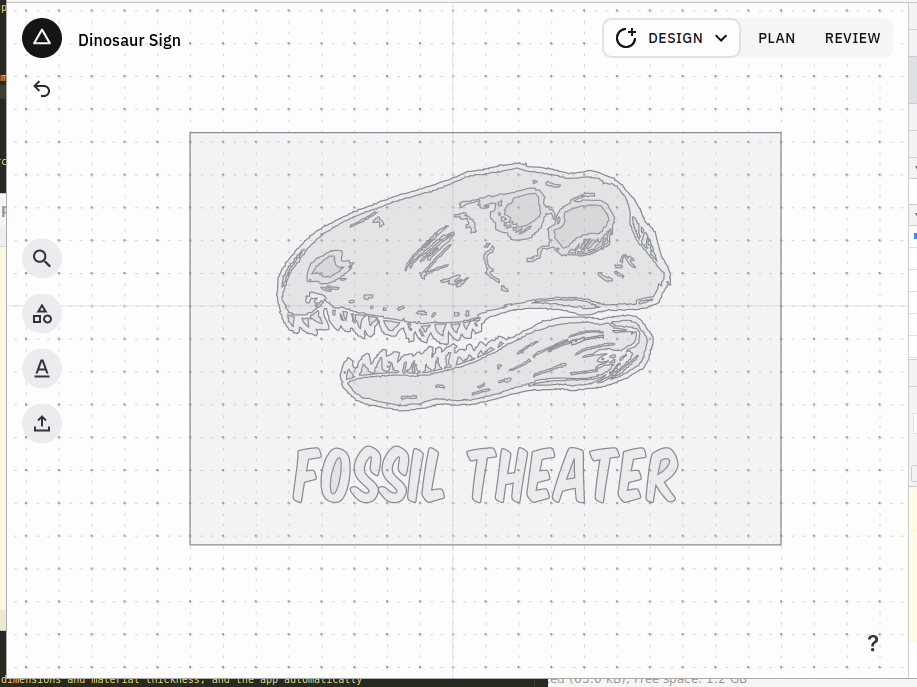 Dinosaur Sign
DESIGN
PLAN
REVIEW
A
FOSSIL THEATER
?
dimensions and material thickness, and the app automatically
ed (65.0 KB), Free space: 1.2 GB